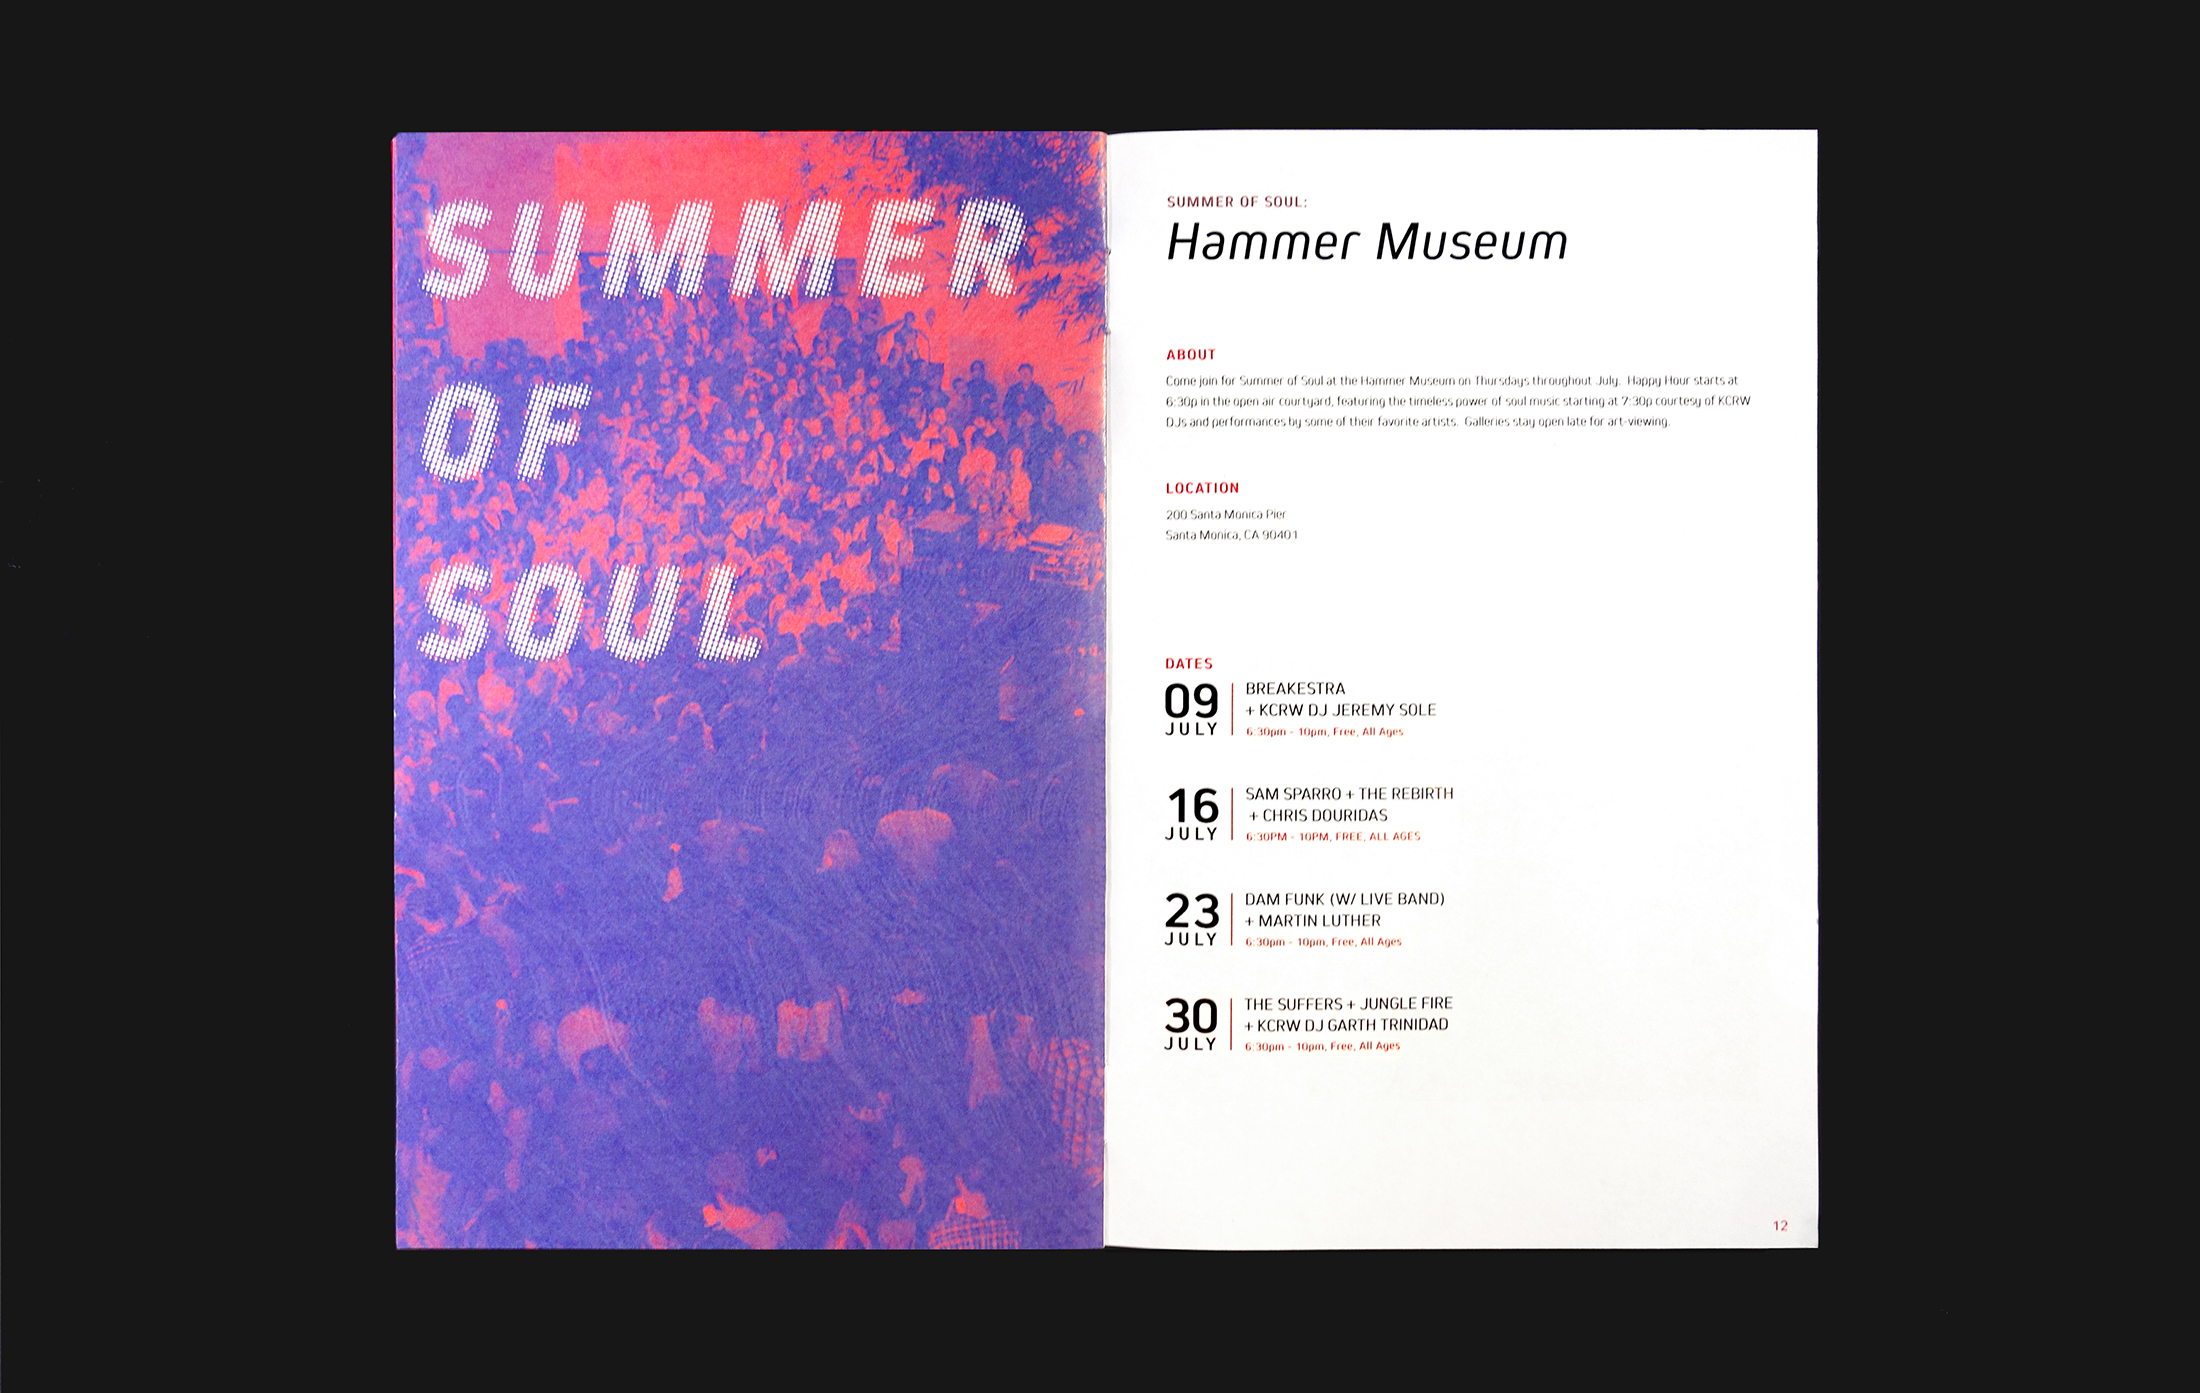 SUMMER
OF
SOUL
SUMMER OF SOUL:
Hammer Museum
ABOUT
Come join for Summer of Soul at the Hammer Museum on Thursdays throughout July.  Happy Hour starts at
6:30p in the open air courtyard, featuring the timeless power of soul music starting at 7:30p courtesy of KCRW
DJs and performances by some of their favorite artists.  Galleries stay open late for art-viewing.
LOCATION
200 Santa Monica Pier
Santa Monica, CA 90401
DATES
09
JULY
BREAKESTRA
+ KCRW DJ JEREMY SOLE
6:30pm - 10pm, Free, All Ages
16
JULY
SAM SPARRO + THE REBIRTH
+ CHRIS DOURIDAS
6:30PM - 10PM, FREE, ALL AGES
23
JULY
DAM FUNK (W/ LIVE BAND)
+ MARTIN LUTHER
6:30pm - 10pm, Free, All Ages
30
JULY
THE SUFFERS + JUNGLE FIRE
+ KCRW DJ GARTH TRINIDAD
6:30pm - 10pm, Free, All Ages
12